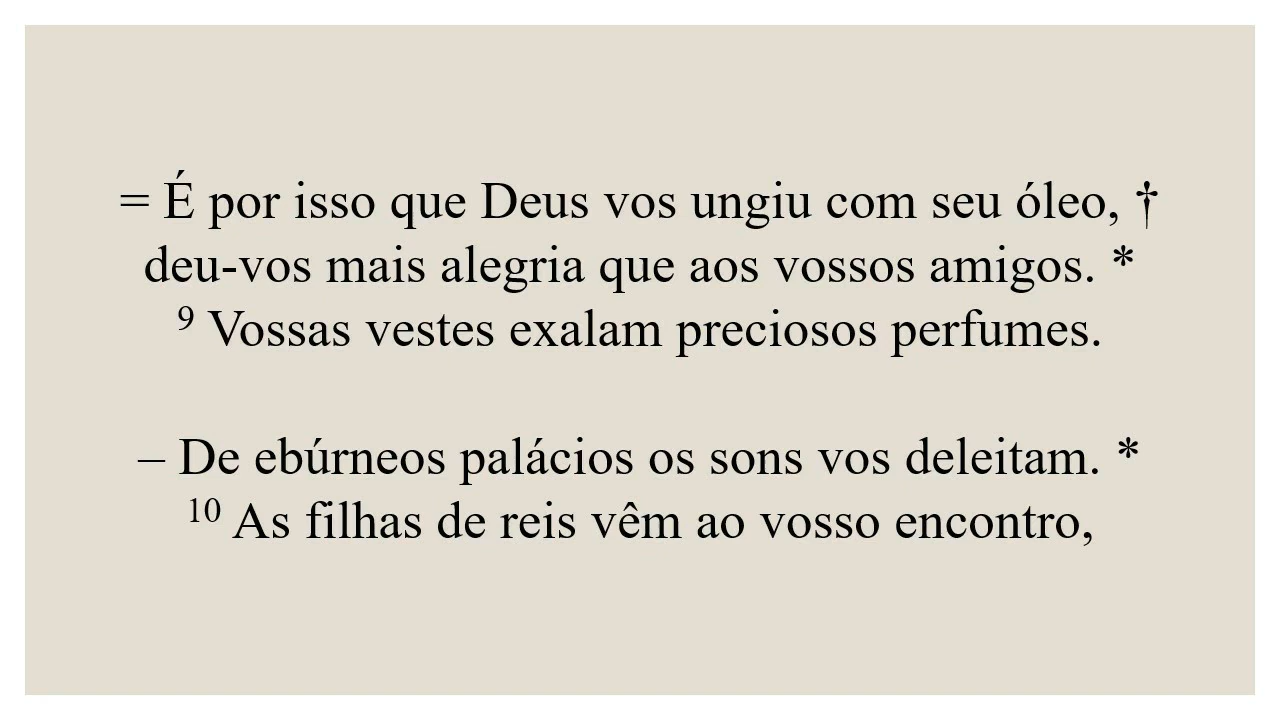 = É por isso que Deus vos ungiu com seu óleo, †
deu-vos mais alegria que aos vossos amigos. *
⁹ Vossas vestes exalam preciosos perfumes.
– De ebúrneos palácios os sons vos deleitam. *
¹⁰ As filhas de reis vêm ao vosso encontro,